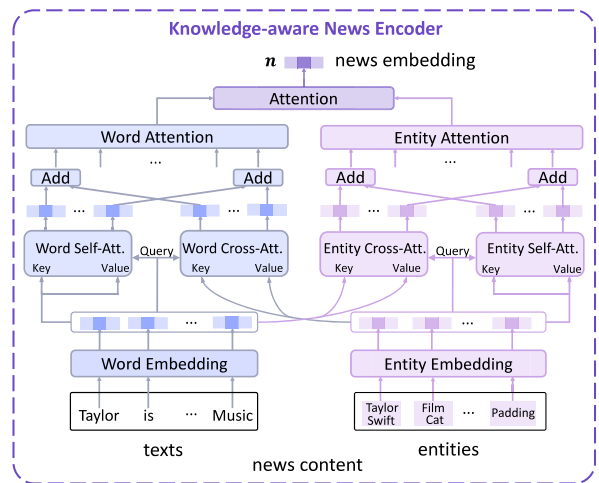 Knowledge-aware News Encoder
n news embedding
Attention
Word Attention
Entity Attention
...
...
Add
Add
Add
Add
...
...
...
...
Word Self-Att.
Key
Value
Query
Word Cross-Att.
Key
Value
Entity Cross-Att.
Key
Value
Query
Entity Self-Att.
Key
Value
...
...
Word Embedding
Entity Embedding
Taylor is ... Music
Taylor
Swift
Film
Cat
...
Padding
texts
entities
news content